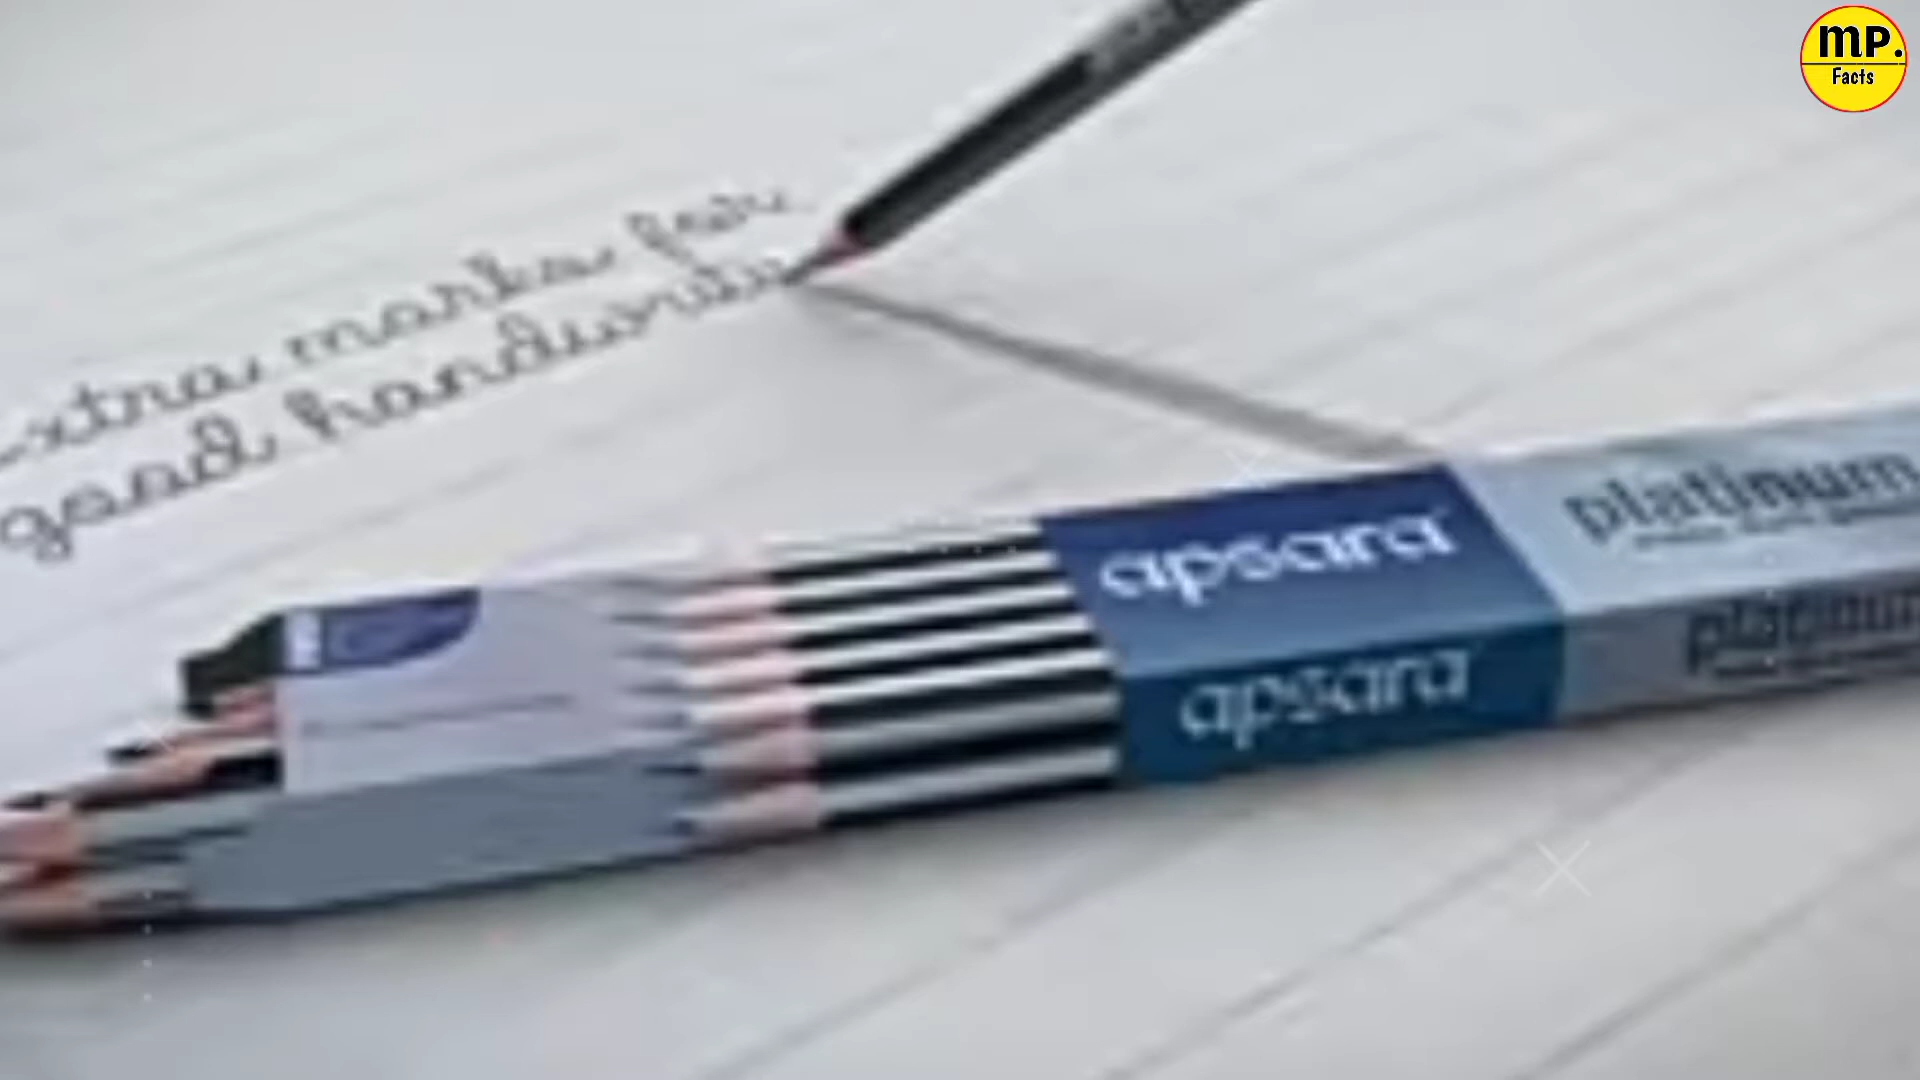 mp.
Facts
extra marks for
good handwriti
apsara
platinum
apsara
platinum